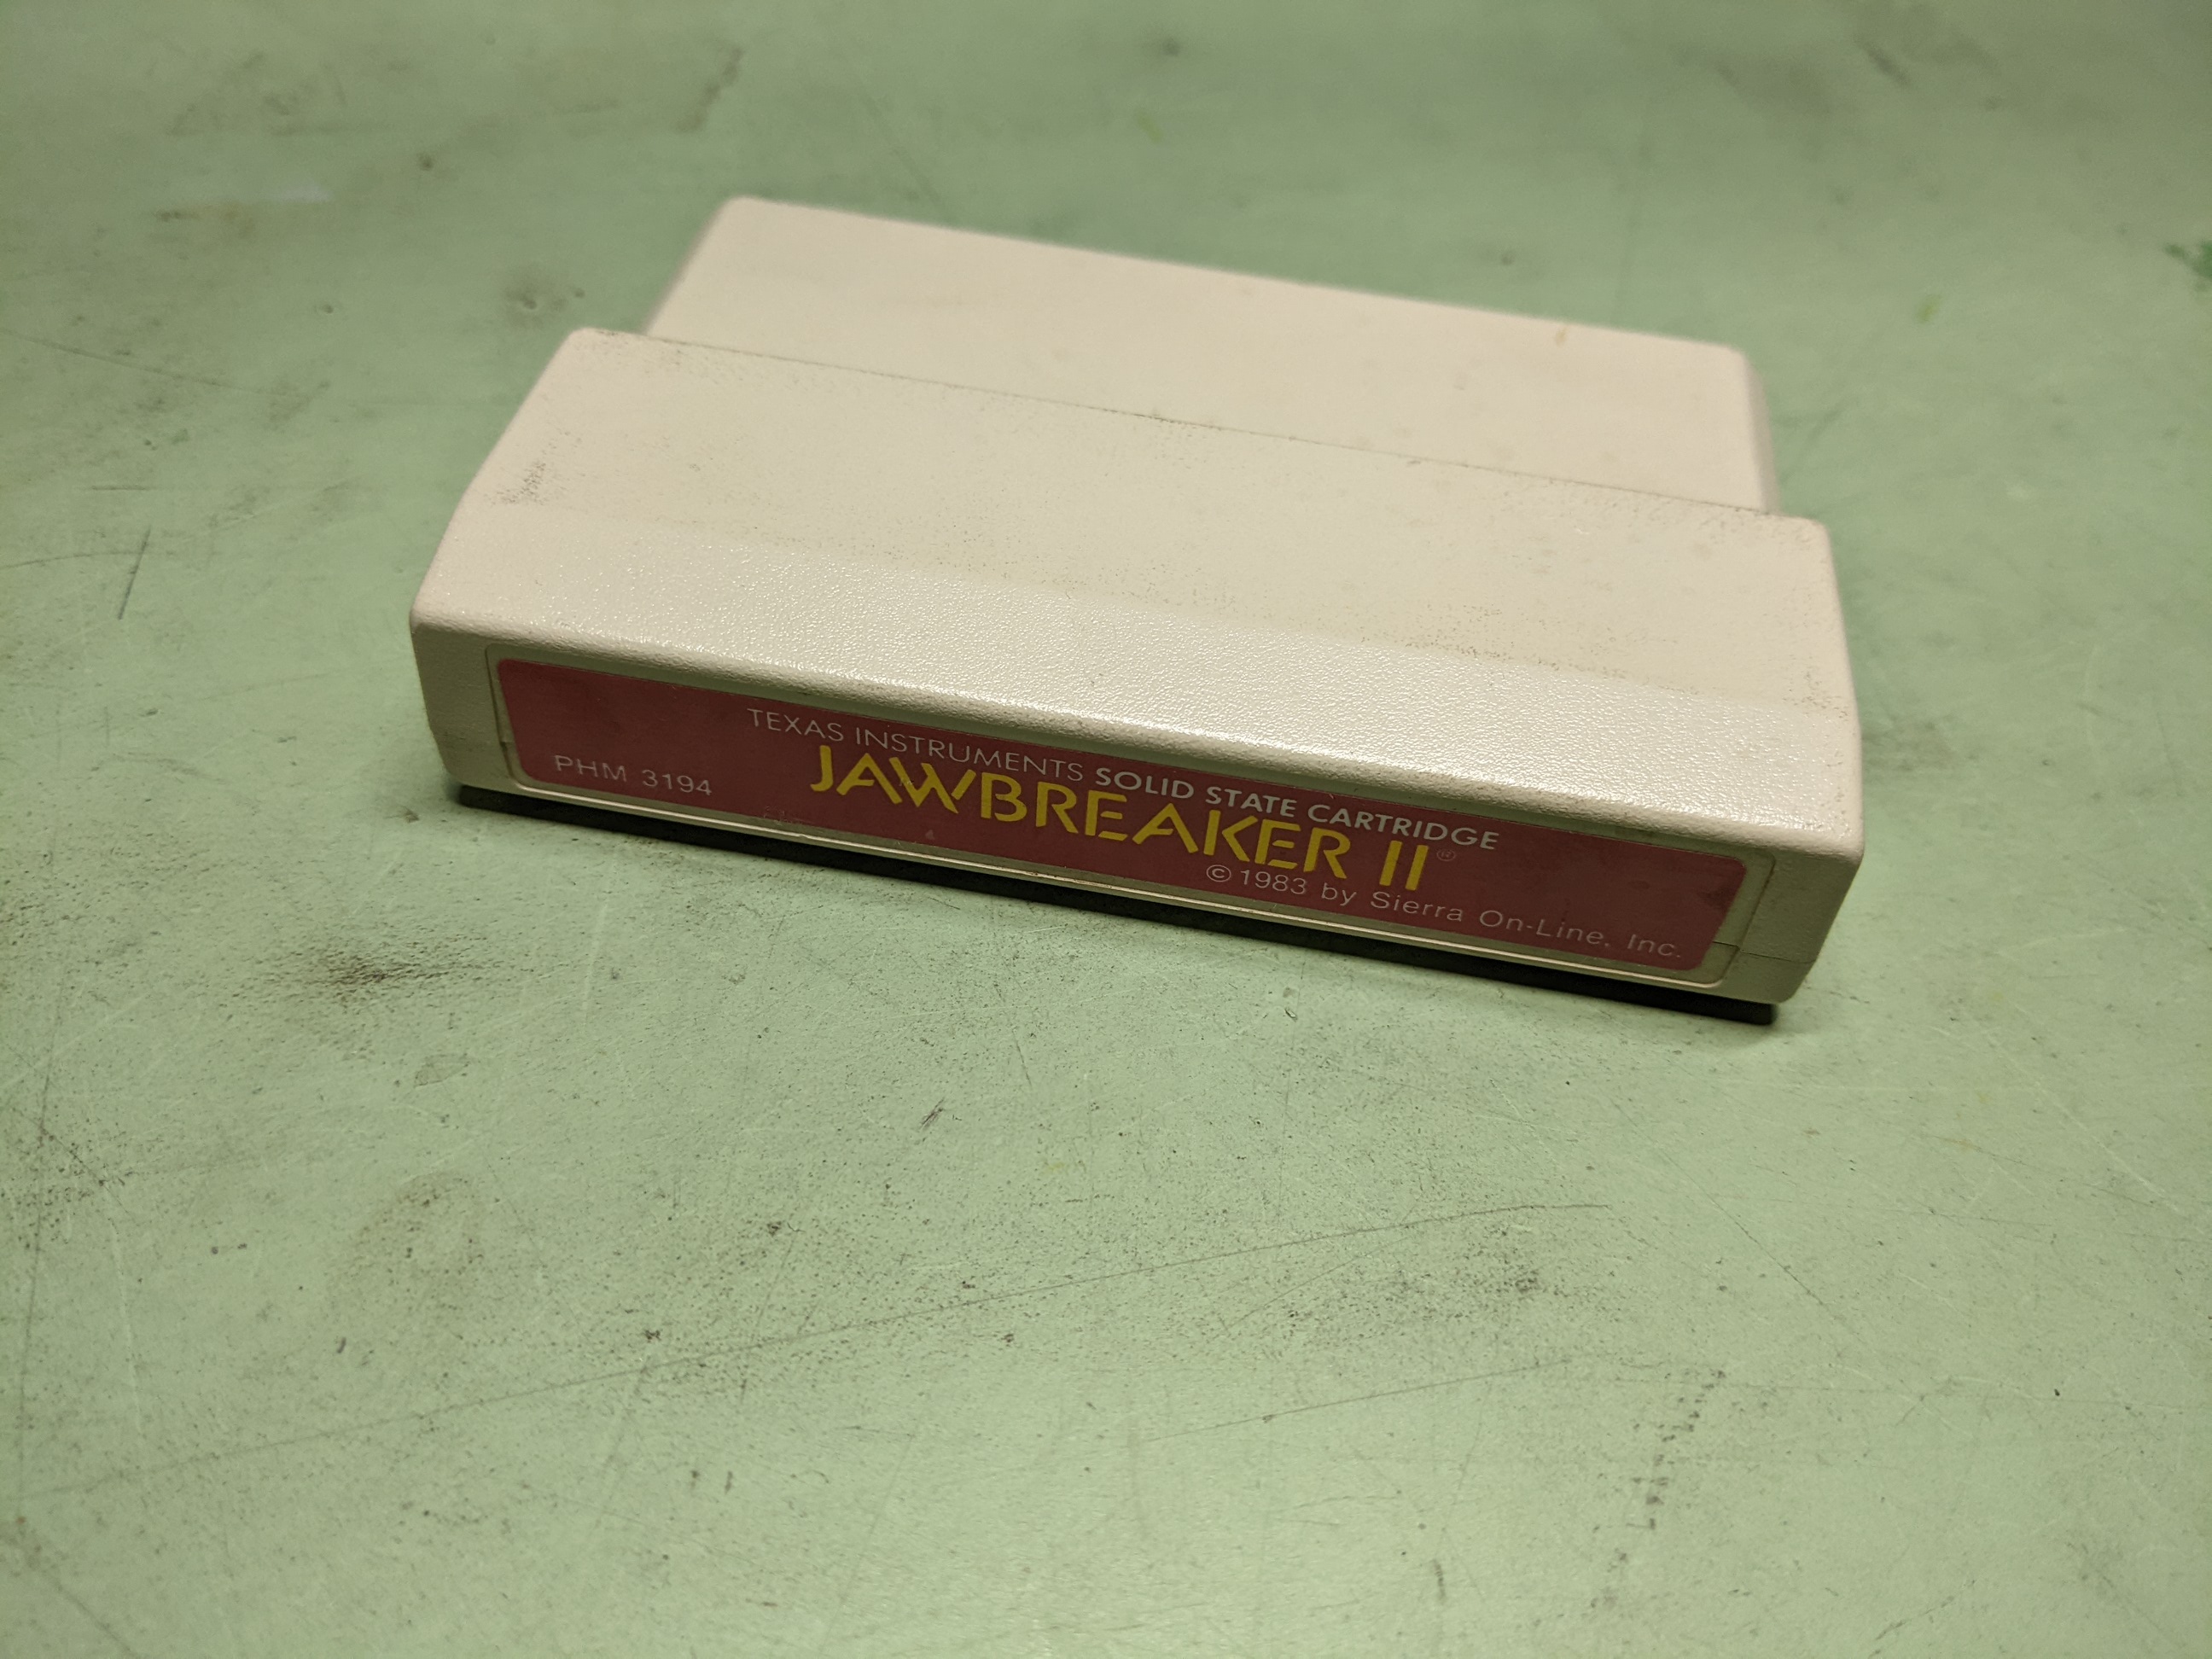 TEXAS INSTRUMENTS SOLID STATE CARTRIDGE
PHM 3194
JAWBREAKER II®
© 1983 by Sierra On-Line, Inc.